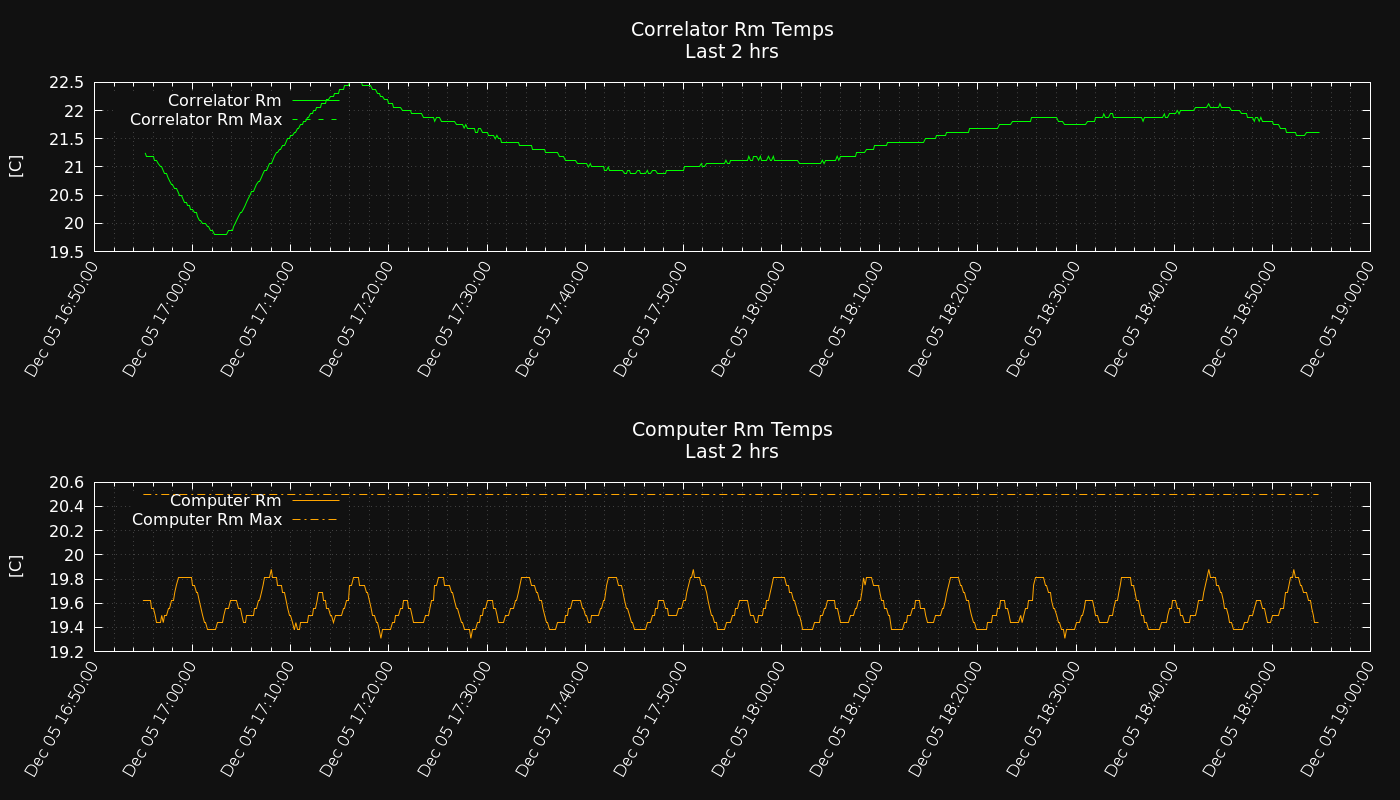 Correlator Rm Temps
Last 2 hrs
22.5
22
21.5
21
20.5
20
19.5
[C]
Correlator Rm
Correlator Rm Max
Dec 05 16:50:00
Dec 05 17:00:00
Dec 05 17:10:00
Dec 05 17:20:00
Dec 05 17:30:00
Dec 05 17:40:00
Dec 05 17:50:00
Dec 05 18:00:00
Dec 05 18:10:00
Dec 05 18:20:00
Dec 05 18:30:00
Dec 05 18:40:00
Dec 05 18:50:00
Dec 05 19:00:00
Computer Rm Temps
Last 2 hrs
20.6
20.4
20.2
20
19.8
19.6
19.4
19.2
[C]
Computer Rm
Computer Rm Max
Dec 05 16:50:00
Dec 05 17:00:00
Dec 05 17:10:00
Dec 05 17:20:00
Dec 05 17:30:00
Dec 05 17:40:00
Dec 05 17:50:00
Dec 05 18:00:00
Dec 05 18:10:00
Dec 05 18:20:00
Dec 05 18:30:00
Dec 05 18:40:00
Dec 05 18:50:00
Dec 05 19:00:00